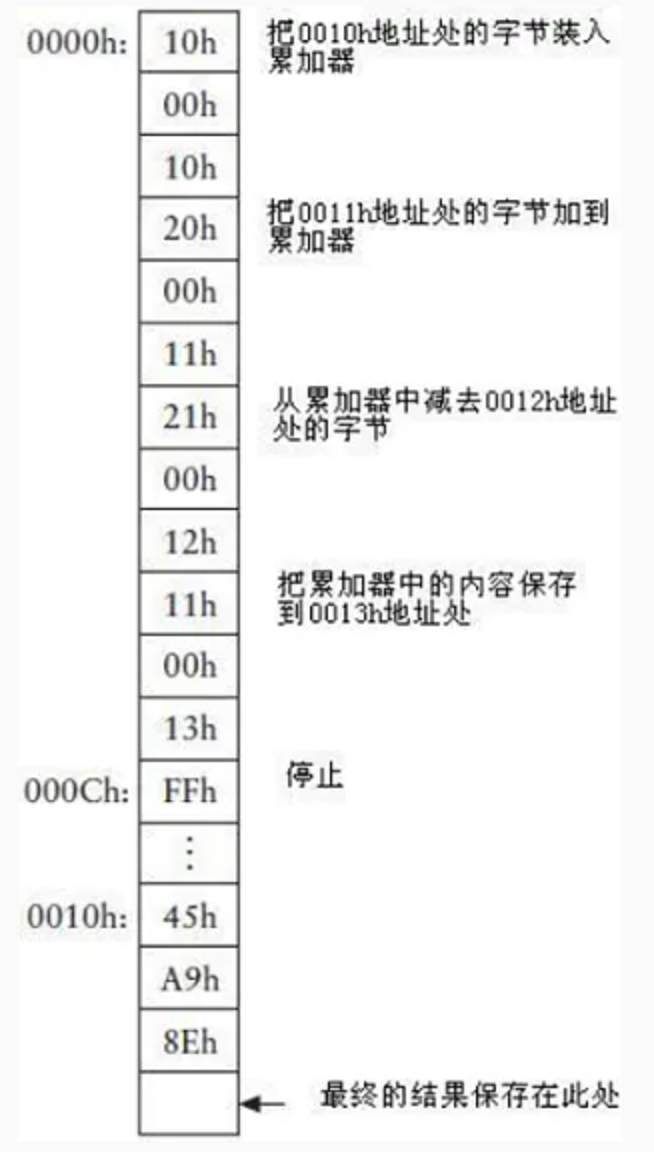 0000h: 10h 把0010h地址处的字节装入
累加器
00h
10h
20h 把0011h地址处的字节加到
累加器
00h
11h
21h 从累加器中减去0012h地址
处的字节
00h
12h
11h 把累加器中的内容保存
到0013h地址处
00h
13h
000Ch: FFh 停止
⋮
0010h: 45h
A9h
8Eh
最终的结果保存在此处